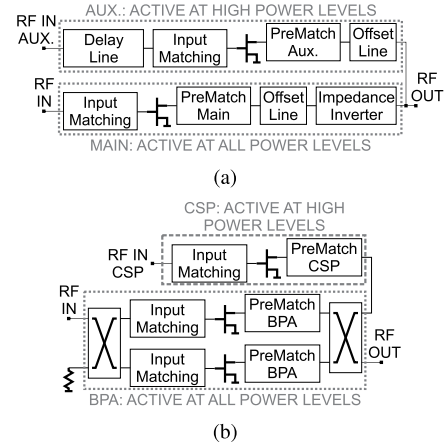 AUX.: ACTIVE AT HIGH POWER LEVELS
RF IN
AUX.
Delay
Line
Input
Matching
PreMatch
Aux.
Offset
Line
RF
OUT
RF
IN
Input
Matching
PreMatch
Main
Offset
Line
Impedance
Inverter
MAIN: ACTIVE AT ALL POWER LEVELS
(a)
CSP: ACTIVE AT HIGH
POWER LEVELS
RF IN
CSP
Input
Matching
PreMatch
CSP
RF
IN
Input
Matching
PreMatch
BPA
RF
OUT
Input
Matching
PreMatch
BPA
BPA: ACTIVE AT ALL POWER LEVELS
(b)